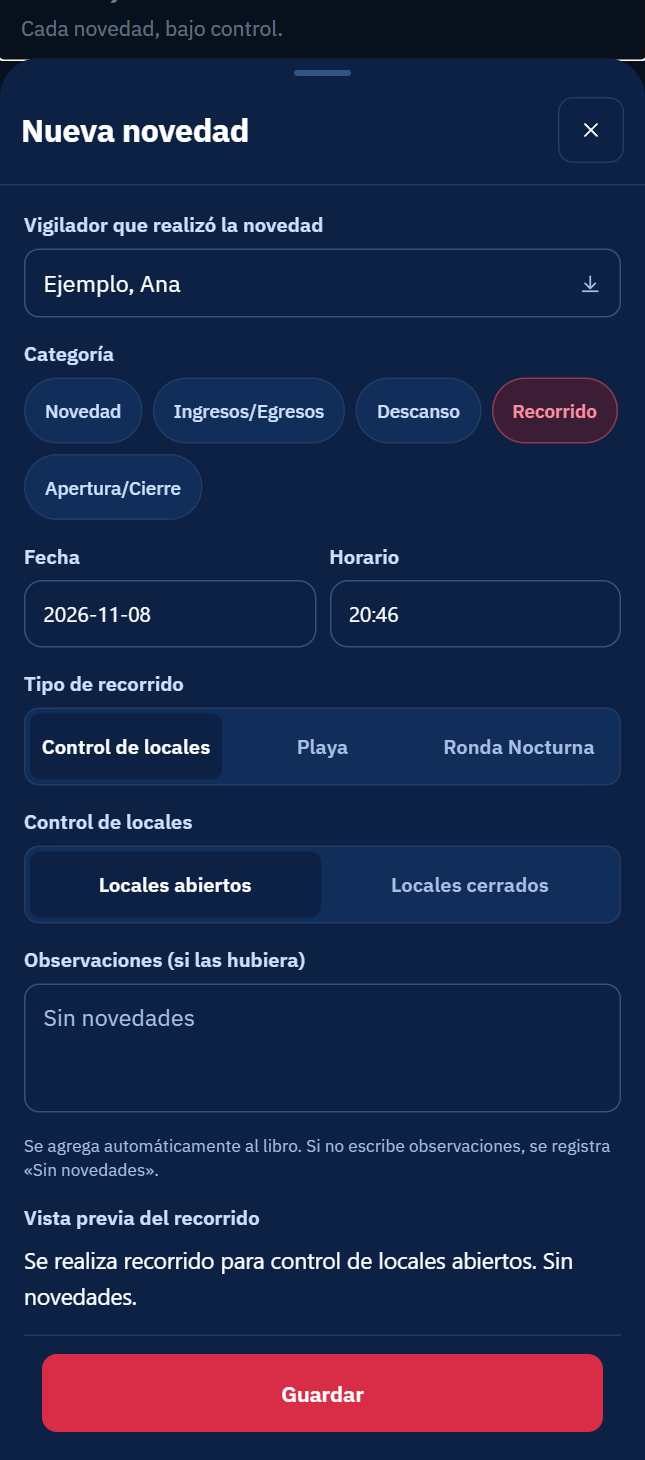 Cada novedad, bajo control.
Nueva novedad
Vigilador que realizó la novedad
Ejemplo, Ana
Categoría
Novedad Ingresos/Egresos Descanso Recorrido
Apertura/Cierre
Fecha Horario
2026-11-08 20:46
Tipo de recorrido
Control de locales Playa Ronda Nocturna
Control de locales
Locales abiertos Locales cerrados
Observaciones (si las hubiera)
Sin novedades
Se agrega automáticamente al libro. Si no escribe observaciones, se registra
«Sin novedades».
Vista previa del recorrido
Se realiza recorrido para control de locales abiertos. Sin
novedades.
Guardar